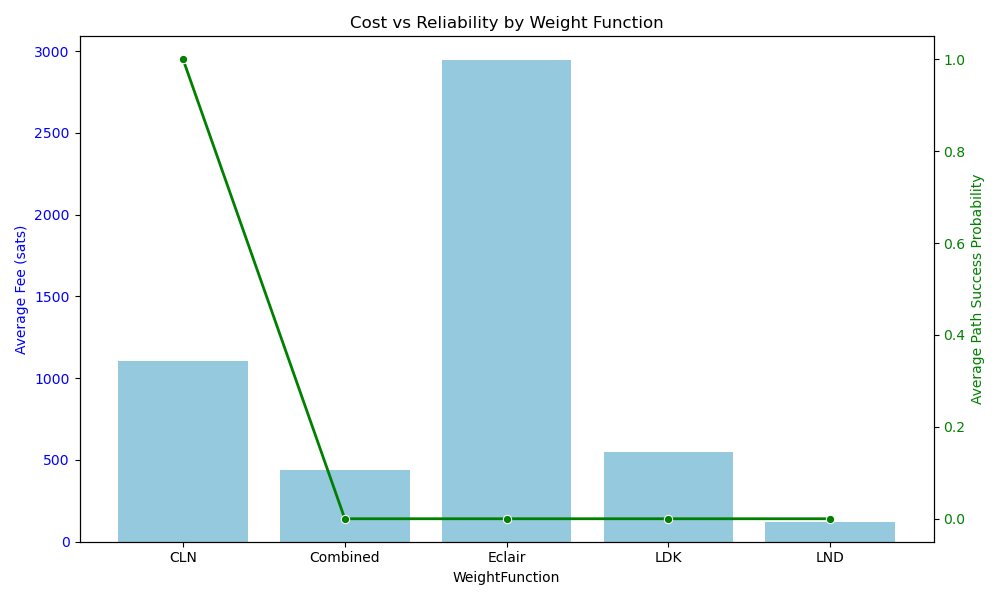 Cost vs Reliability by Weight Function
3000
2500
2000
1500
1000
500
0
Average Fee (sats)
1.0
0.8
0.6
0.4
0.2
0.0
Average Path Success Probability
CLN
Combined
Eclair
LDK
LND
WeightFunction